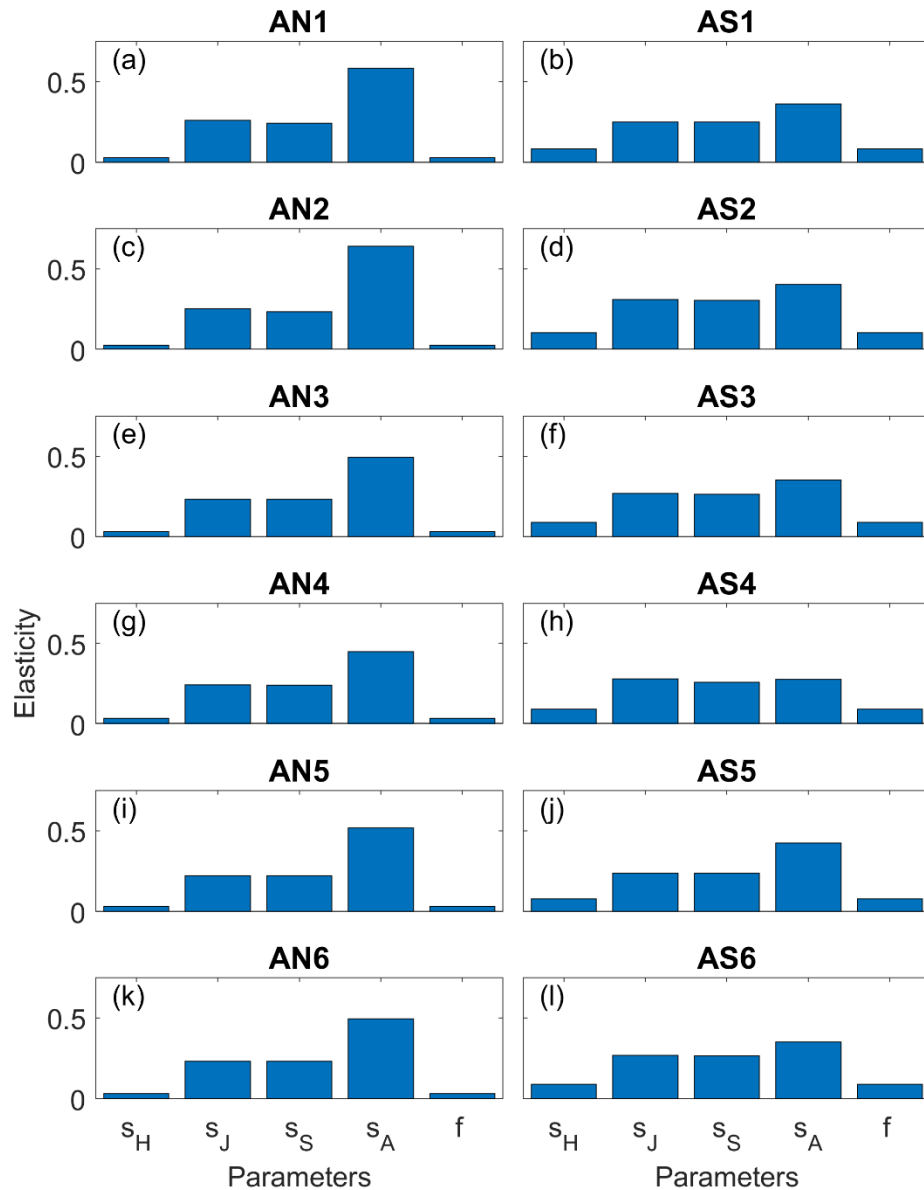 AN1 AS1
(a) (b)
0.5
0
AN2 AS2
(c) (d)
0.5
0
AN3 AS3
(e) (f)
0.5
0
AN4 AS4
(g) (h)
0.5
0
Elasticity
AN5 AS5
(i) (j)
0.5
0
AN6 AS6
(k) (l)
0.5
0
s_H s_J s_S s_A f s_H s_J s_S s_A f
Parameters Parameters